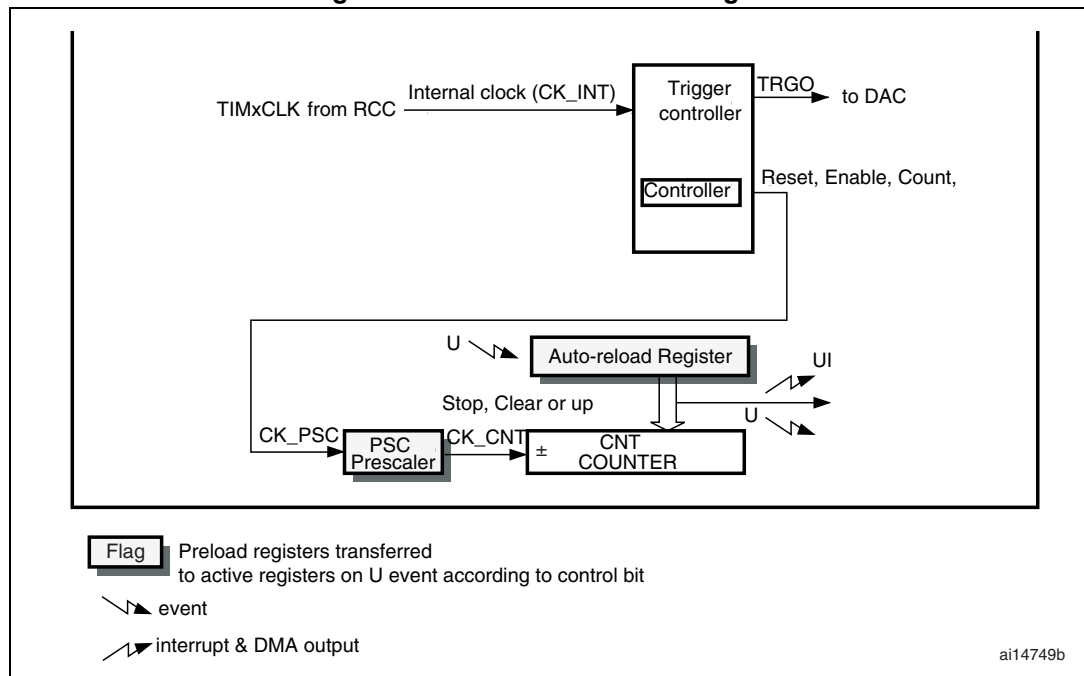 Internal clock (CK_INT)
TIMxCLK from RCC
Trigger
controller
TRGO
to DAC
Controller
Reset, Enable, Count,
U
Auto-reload Register
UI
Stop, Clear or up
U
CK_PSC
PSC
Prescaler
CK_CNT
±
CNT
COUNTER
Flag
Preload registers transferred
to active registers on U event according to control bit
event
interrupt & DMA output
ai14749b